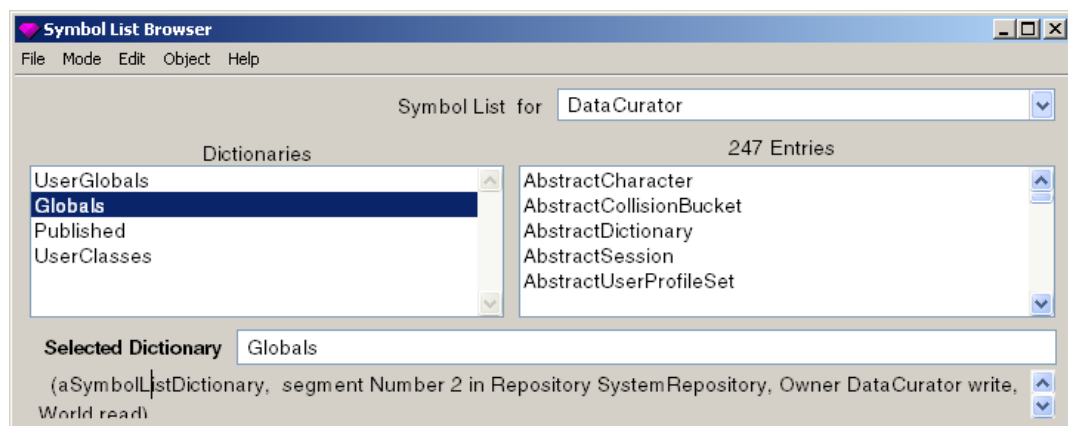 Symbol List Browser
File Mode Edit Object Help
Symbol List for DataCurator
Dictionaries
247 Entries
UserGlobals
Globals
Published
UserClasses
AbstractCharacter
AbstractCollisionBucket
AbstractDictionary
AbstractSession
AbstractUserProfileSet
Selected Dictionary Globals
(aSymbolListDictionary, segment Number 2 in Repository SystemRepository, Owner DataCurator write,
World read)